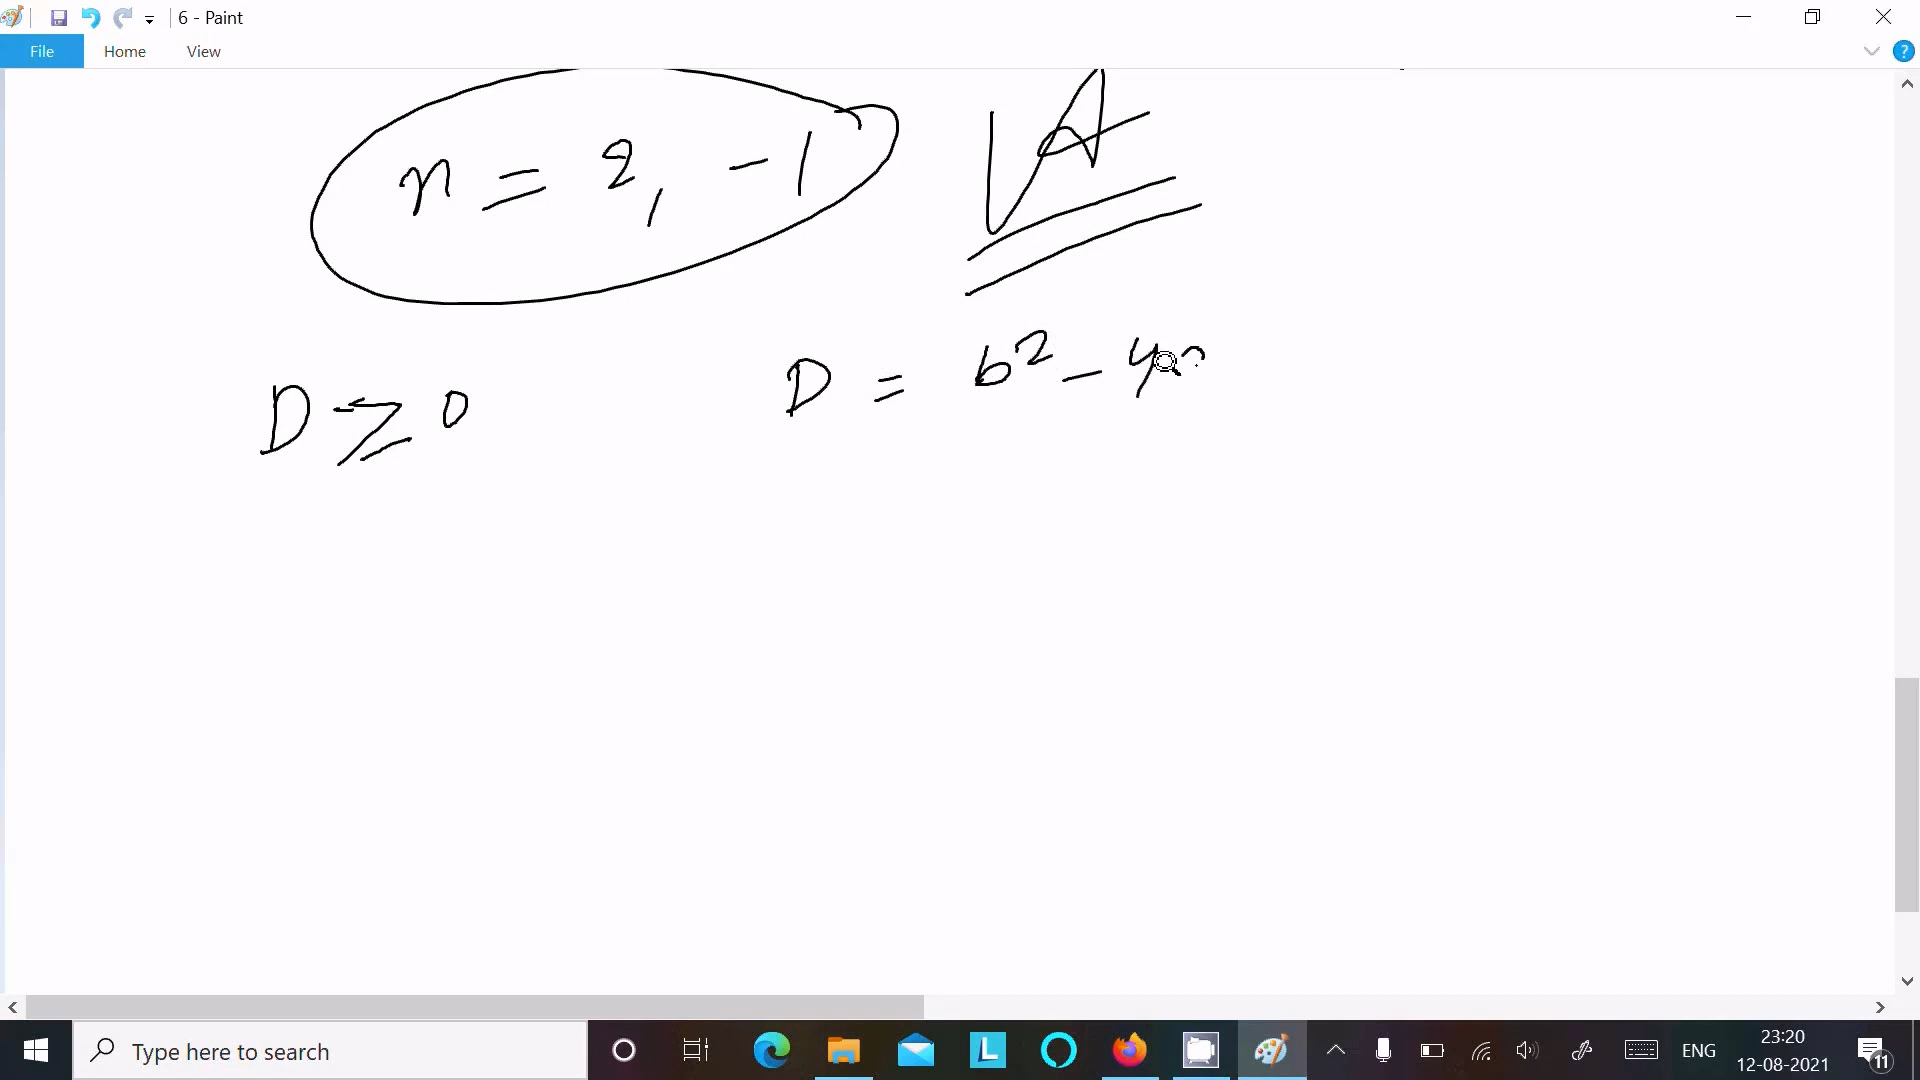 6 - Paint
File Home View
n = 2, -1
D = b² - 4
D ≥ 0
Type here to search
ENG
23:20
12-08-2021
11